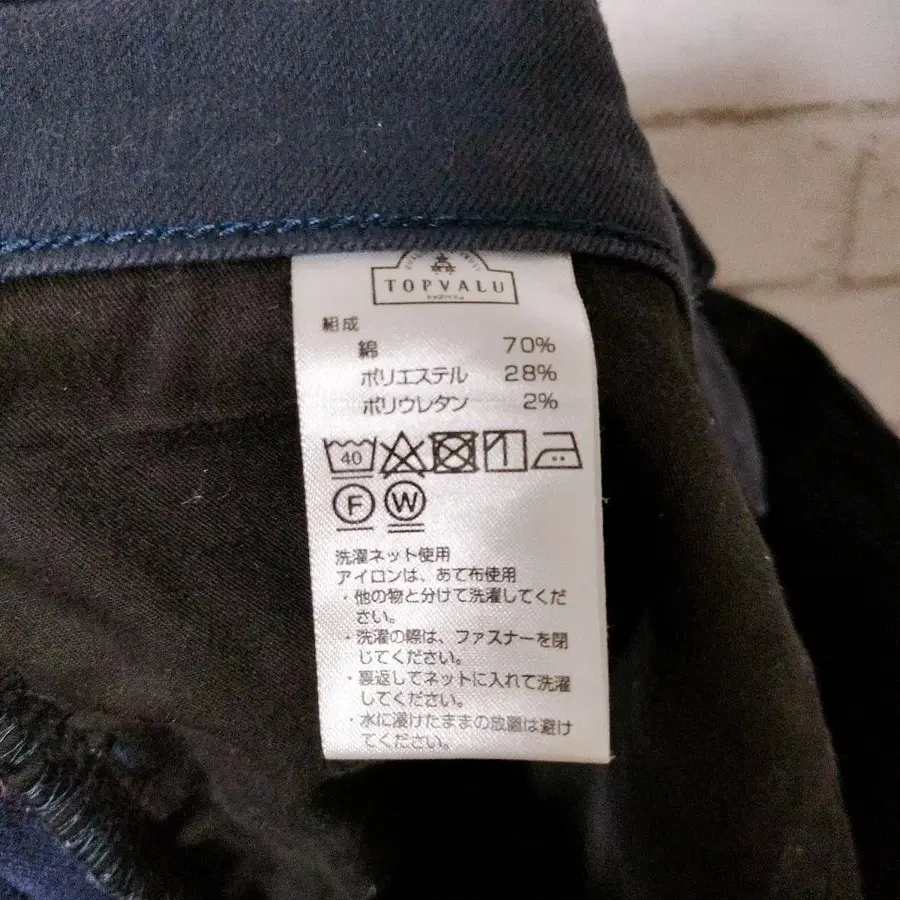 TOPVALU
トップバリュ
組成
綿 70%
ポリエステル 28%
ポリウレタン 2%
40
F W
洗濯ネット使用
アイロンは、あて布使用
・他の物と分けて洗濯してくだ
さい。
・洗濯の際は、ファスナーを閉
じてください。
・裏返してネットに入れて洗濯
してください。
・水に浸けたままの放置は避け
てください。